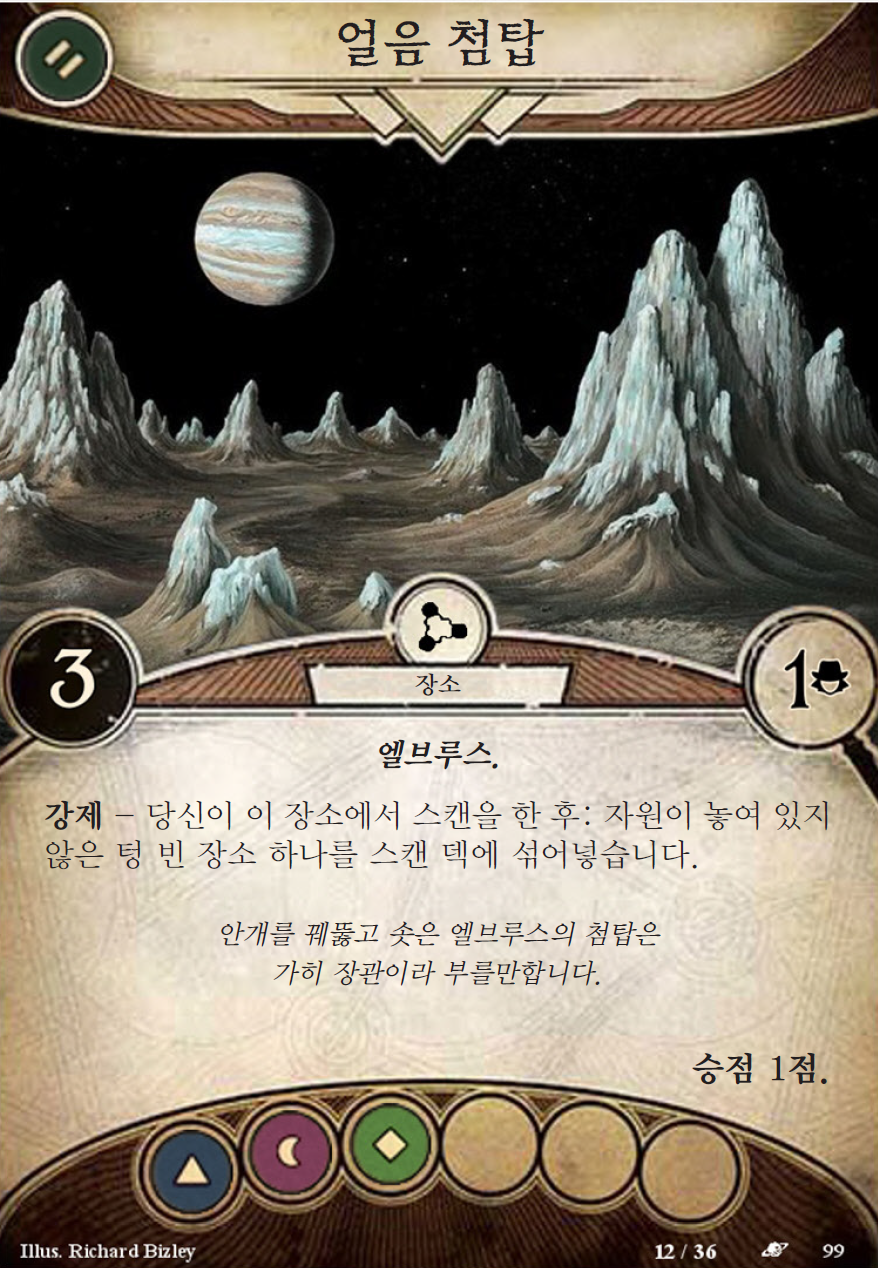 얼음 첨탑
3
장소
1
엘브루스.
강제 – 당신이 이 장소에서 스캔을 한 후: 자원이 놓여 있지
않은 텅 빈 장소 하나를 스캔 덱에 섞어넣습니다.
안개를 꿰뚫고 솟은 엘브루스의 첨탑은
가히 장관이라 부를만합니다.
승점 1점.
Illus. Richard Bizley
12 / 36
99